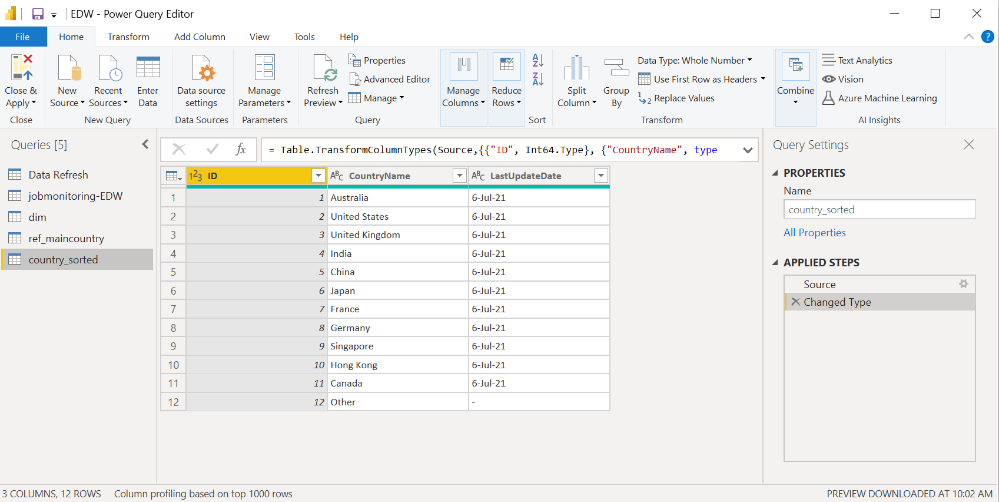 EDW - Power Query Editor
File Home Transform Add Column View Tools Help
Close & Apply
New Source
Recent Sources
Enter Data
Data source settings
Manage Parameters
Refresh Preview
Properties
Advanced Editor
Manage
Manage Columns
Reduce Rows
Split Column
Group By
Data Type: Whole Number
Use First Row as Headers
Replace Values
Combine
Text Analytics
Vision
Azure Machine Learning
Close New Query Data Sources Parameters Query Sort Transform AI Insights
Queries [5]
Data Refresh
jobmonitoring-EDW
dim
ref_maincountry
country_sorted
fx = Table.TransformColumnTypes(Source,{{"ID", Int64.Type}, {"CountryName", type
123 ID ABC CountryName ABC LastUpdateDate
1 1 Australia 6-Jul-21
2 2 United States 6-Jul-21
3 3 United Kingdom 6-Jul-21
4 4 India 6-Jul-21
5 5 China 6-Jul-21
6 6 Japan 6-Jul-21
7 7 France 6-Jul-21
8 8 Germany 6-Jul-21
9 9 Singapore 6-Jul-21
10 10 Hong Kong 6-Jul-21
11 11 Canada 6-Jul-21
12 12 Other -
Query Settings
PROPERTIES
Name
country_sorted
All Properties
APPLIED STEPS
Source
Changed Type
3 COLUMNS, 12 ROWS Column profiling based on top 1000 rows
PREVIEW DOWNLOADED AT 10:02 AM